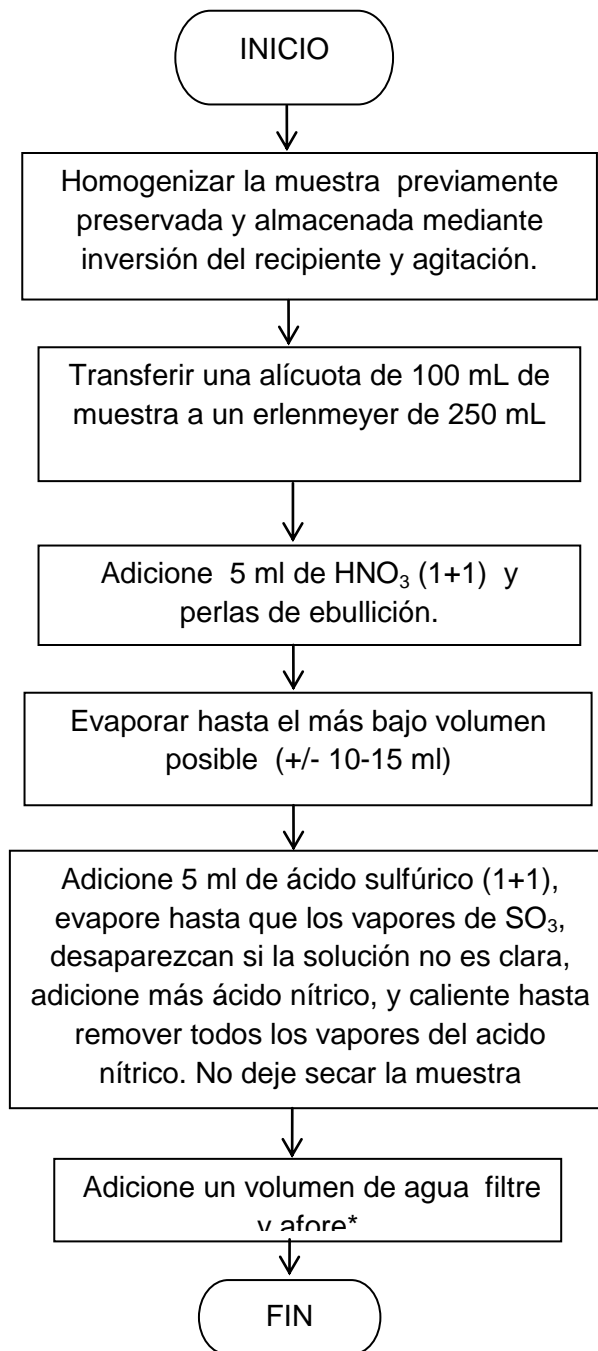 INICIO
Homogenizar la muestra previamente
preservada y almacenada mediante
inversión del recipiente y agitación.
Transferir una alícuota de 100 mL de
muestra a un erlenmeyer de 250 mL
Adicione 5 ml de HNO₃ (1+1) y
perlas de ebullición.
Evaporar hasta el más bajo volumen
posible (+/- 10-15 ml)
Adicione 5 ml de ácido sulfúrico (1+1),
evapore hasta que los vapores de SO₃,
desaparezcan si la solución no es clara,
adicione más ácido nítrico, y caliente hasta
remover todos los vapores del acido
nítrico. No deje secar la muestra
Adicione un volumen de agua filtre
y afore*
FIN